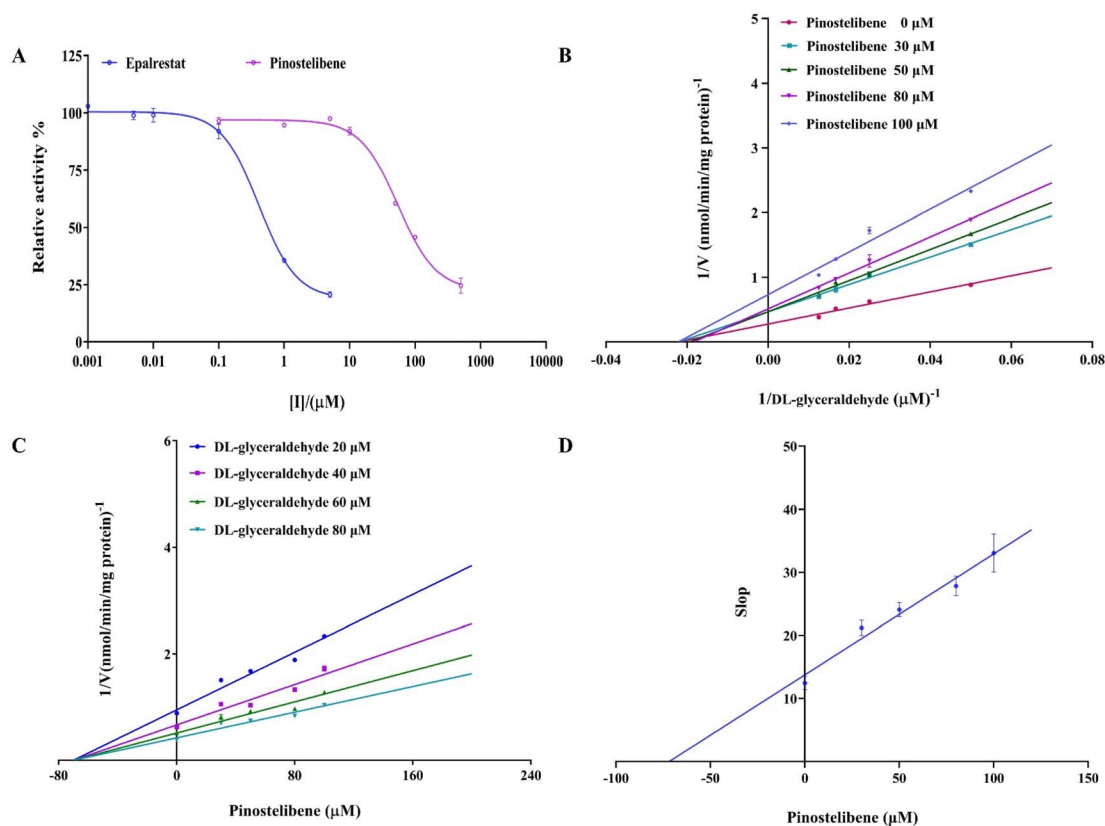 A
Epalrestat
Pinostelibene
Relative activity %
125
100
75
50
25
0
0.001
0.01
0.1
1
10
100
1000
10000
[I]/(μM)
B
Pinostelibene 0 μM
Pinostelibene 30 μM
Pinostelibene 50 μM
Pinostelibene 80 μM
Pinostelibene 100 μM
1/V (nmol/min/mg protein)-1
5
4
3
2
1
0
-0.04
-0.02
0.00
0.02
0.04
0.06
0.08
1/DL-glyceraldehyde (μM)-1
C
DL-glyceraldehyde 20 μM
DL-glyceraldehyde 40 μM
DL-glyceraldehyde 60 μM
DL-glyceraldehyde 80 μM
1/V(nmol/min/mg protein)-1
6
4
2
-80
0
80
160
240
Pinostelibene (μM)
D
Slop
50
40
30
20
10
-100
-50
0
50
100
150
Pinostelibene (μM)